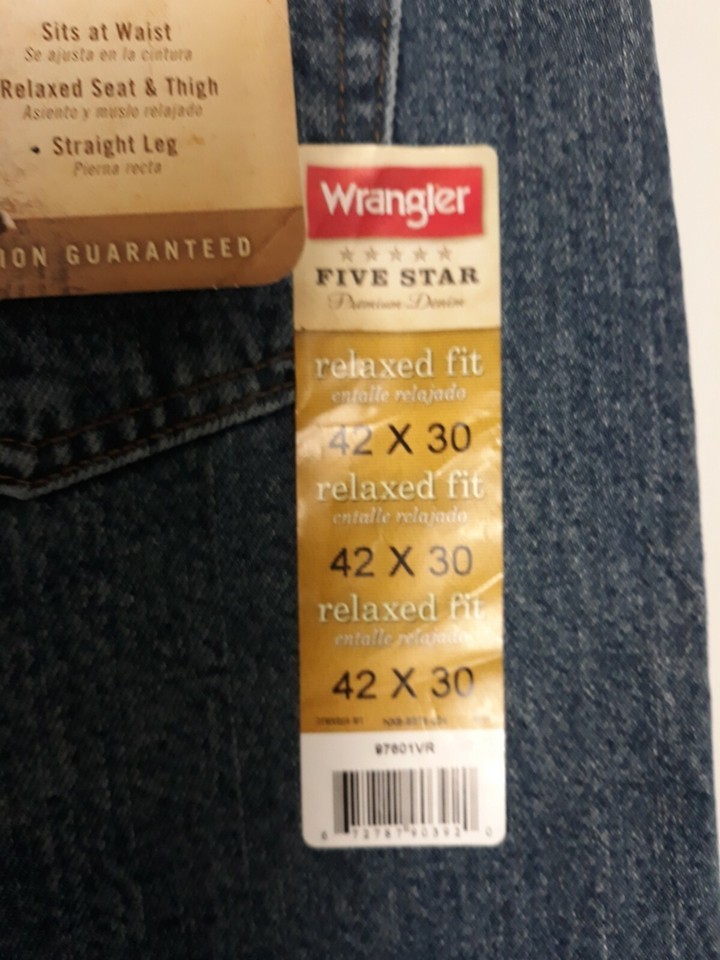 Sits at Waist
Se ajusta en la cintura
Relaxed Seat & Thigh
Asiento y muslo relajado
Straight Leg
Pierna recta
ION GUARANTEED
Wrangler
FIVE STAR
Premium Denim
relaxed fit
entalle relajado
42 X 30
relaxed fit
entalle relajado
42 X 30
relaxed fit
entalle relajado
42 X 30
97601VR